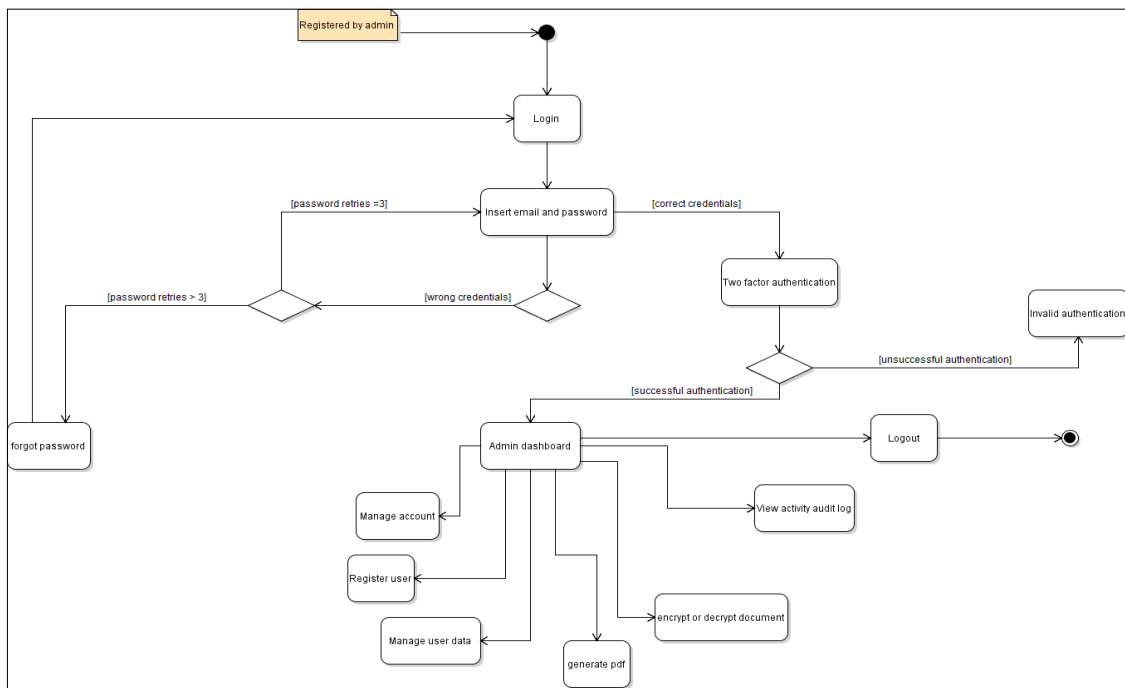 Registered by admin
Login
[password retries =3]
Insert email and password
[correct credentials]
Two factor authentication
[password retries > 3]
[wrong credentials]
Invalid authentication
[unsuccessful authentication]
[successful authentication]
forgot password
Admin dashboard
Logout
Manage account
View activity audit log
Register user
encrypt or decrypt document
Manage user data
generate pdf